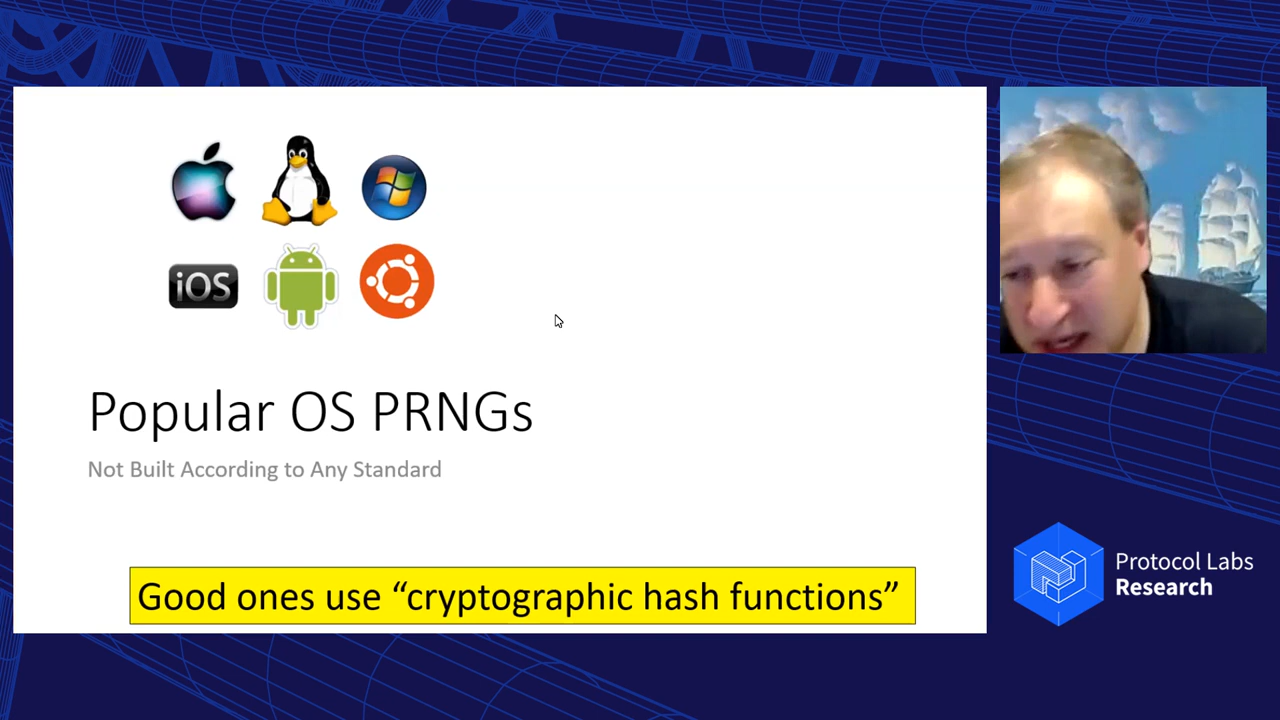 iOS
Popular OS PRNGs
Not Built According to Any Standard
Good ones use “cryptographic hash functions”
Protocol Labs
Research